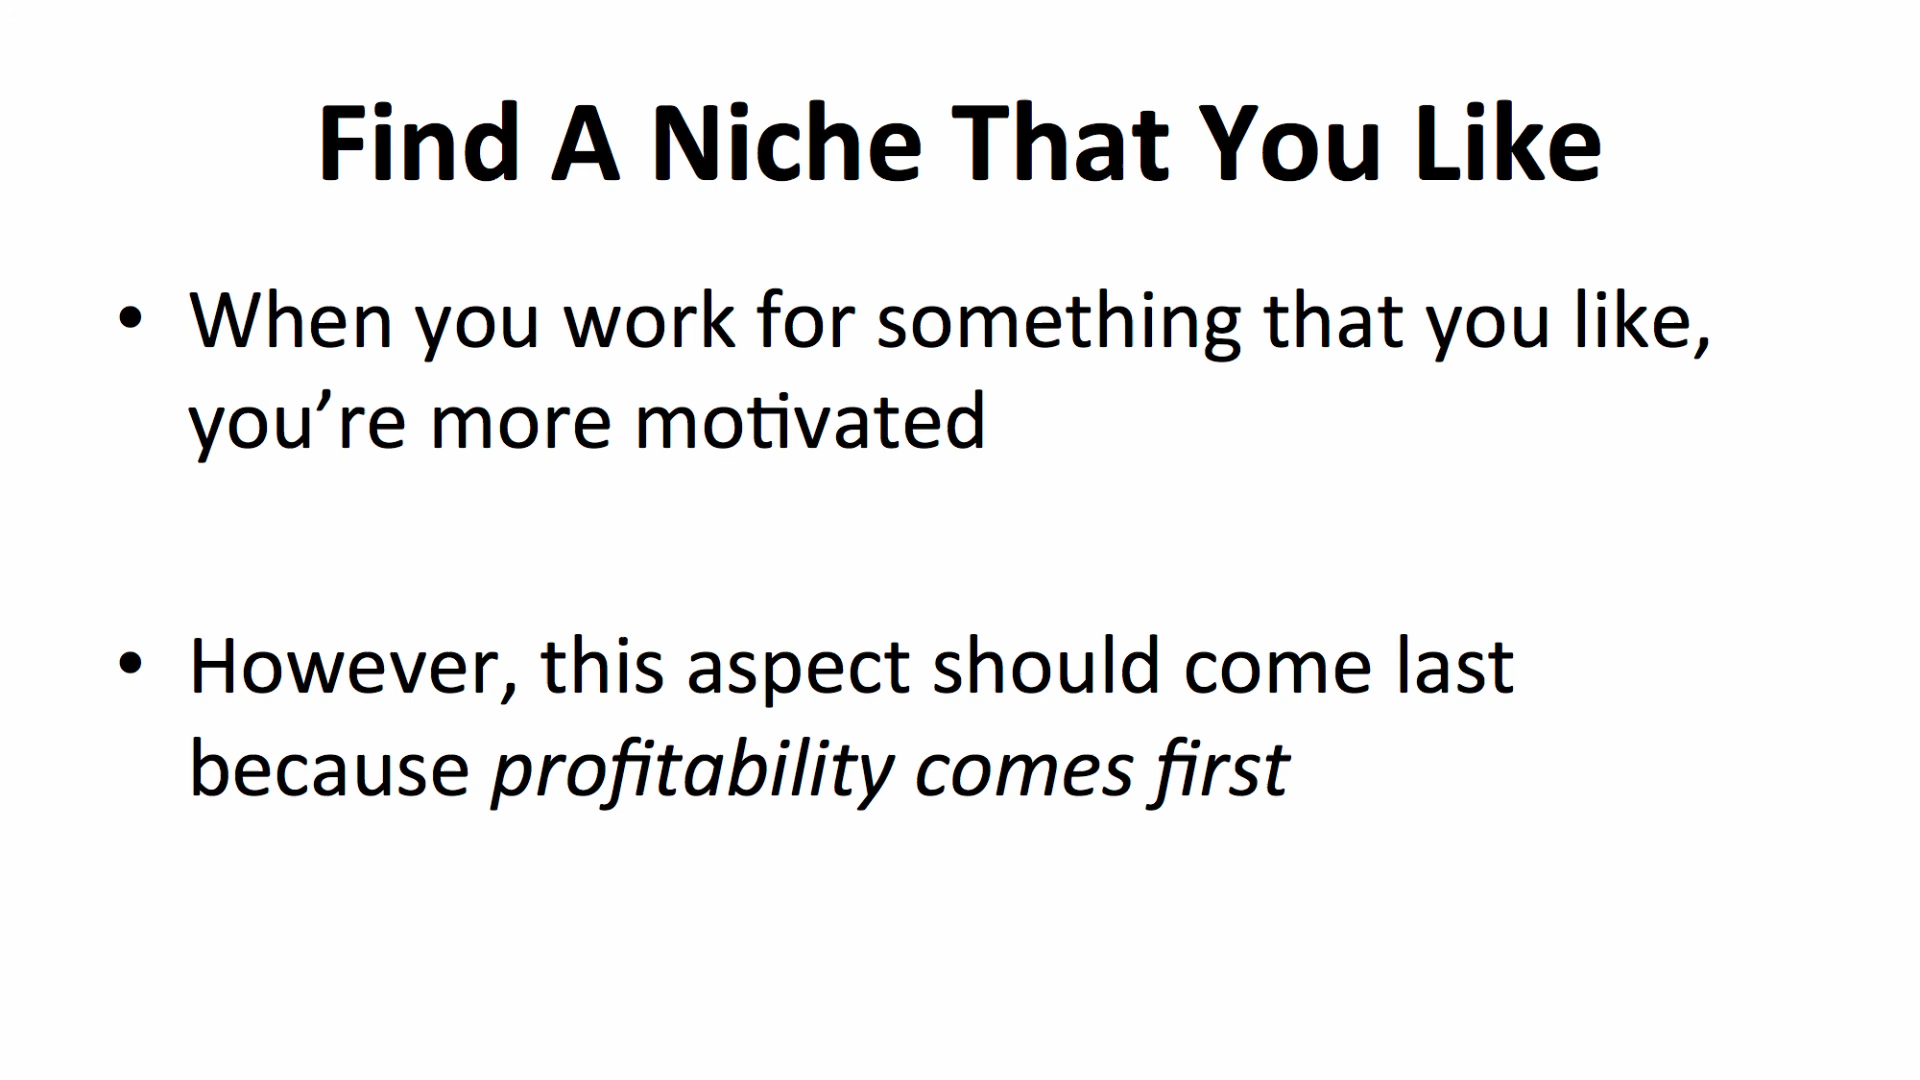 Find A Niche That You Like
• When you work for something that you like,
you’re more motivated
• However, this aspect should come last
because profitability comes first